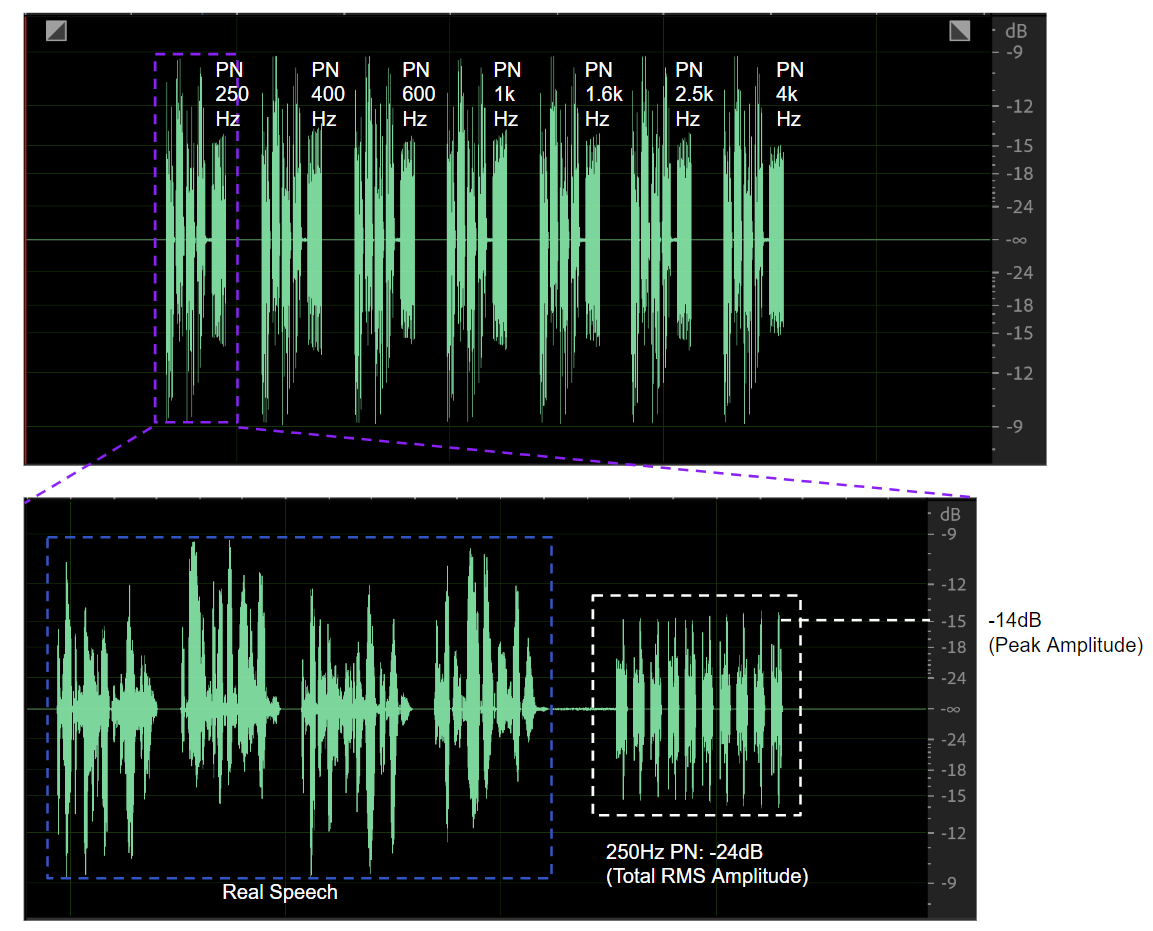 dB
-9
-12
-15
-18
-24
-∞
-24
-18
-15
-12
-9
PN
250
Hz
PN
400
Hz
PN
600
Hz
PN
1k
Hz
PN
1.6k
Hz
PN
2.5k
Hz
PN
4k
Hz
dB
-9
-12
-15
-18
-24
-∞
-24
-18
-15
-12
-9
-14dB
(Peak Amplitude)
250Hz PN: -24dB
(Total RMS Amplitude)
Real Speech